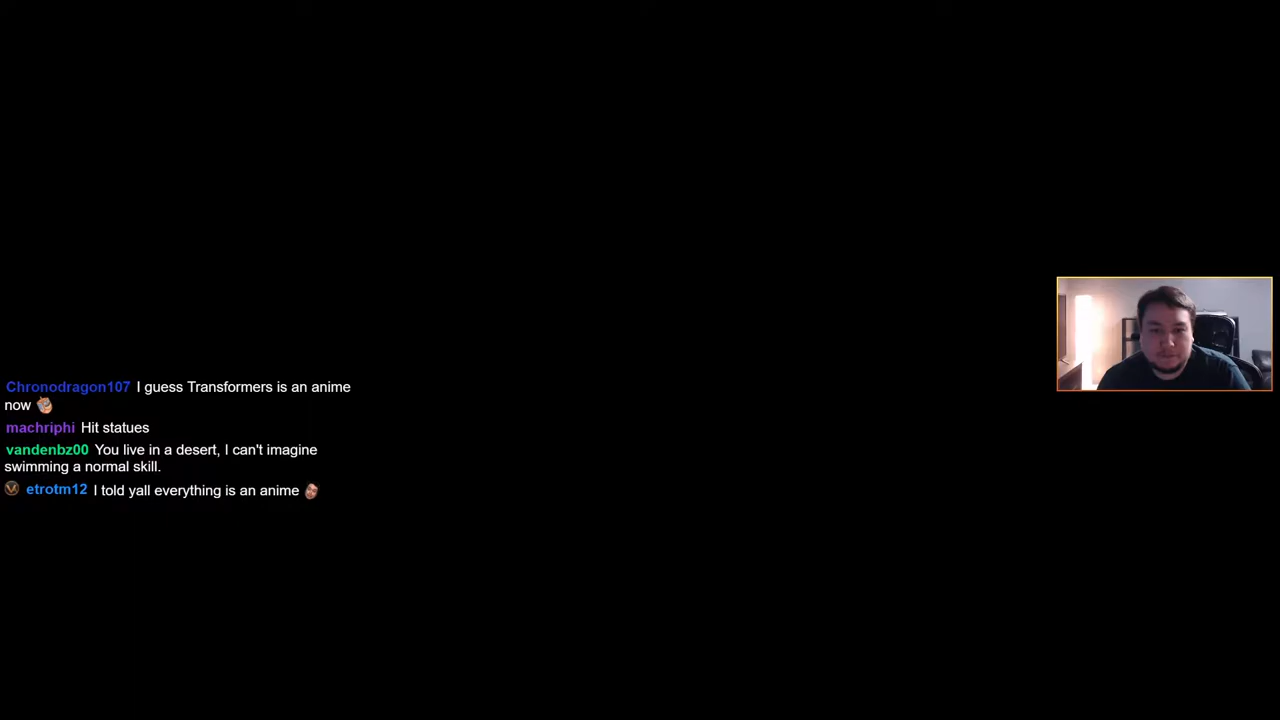 Chronodragon107 I guess Transformers is an anime
now
machriphi Hit statues
vandenbz00 You live in a desert, I can't imagine
swimming a normal skill.
etrotm12 I told yall everything is an anime